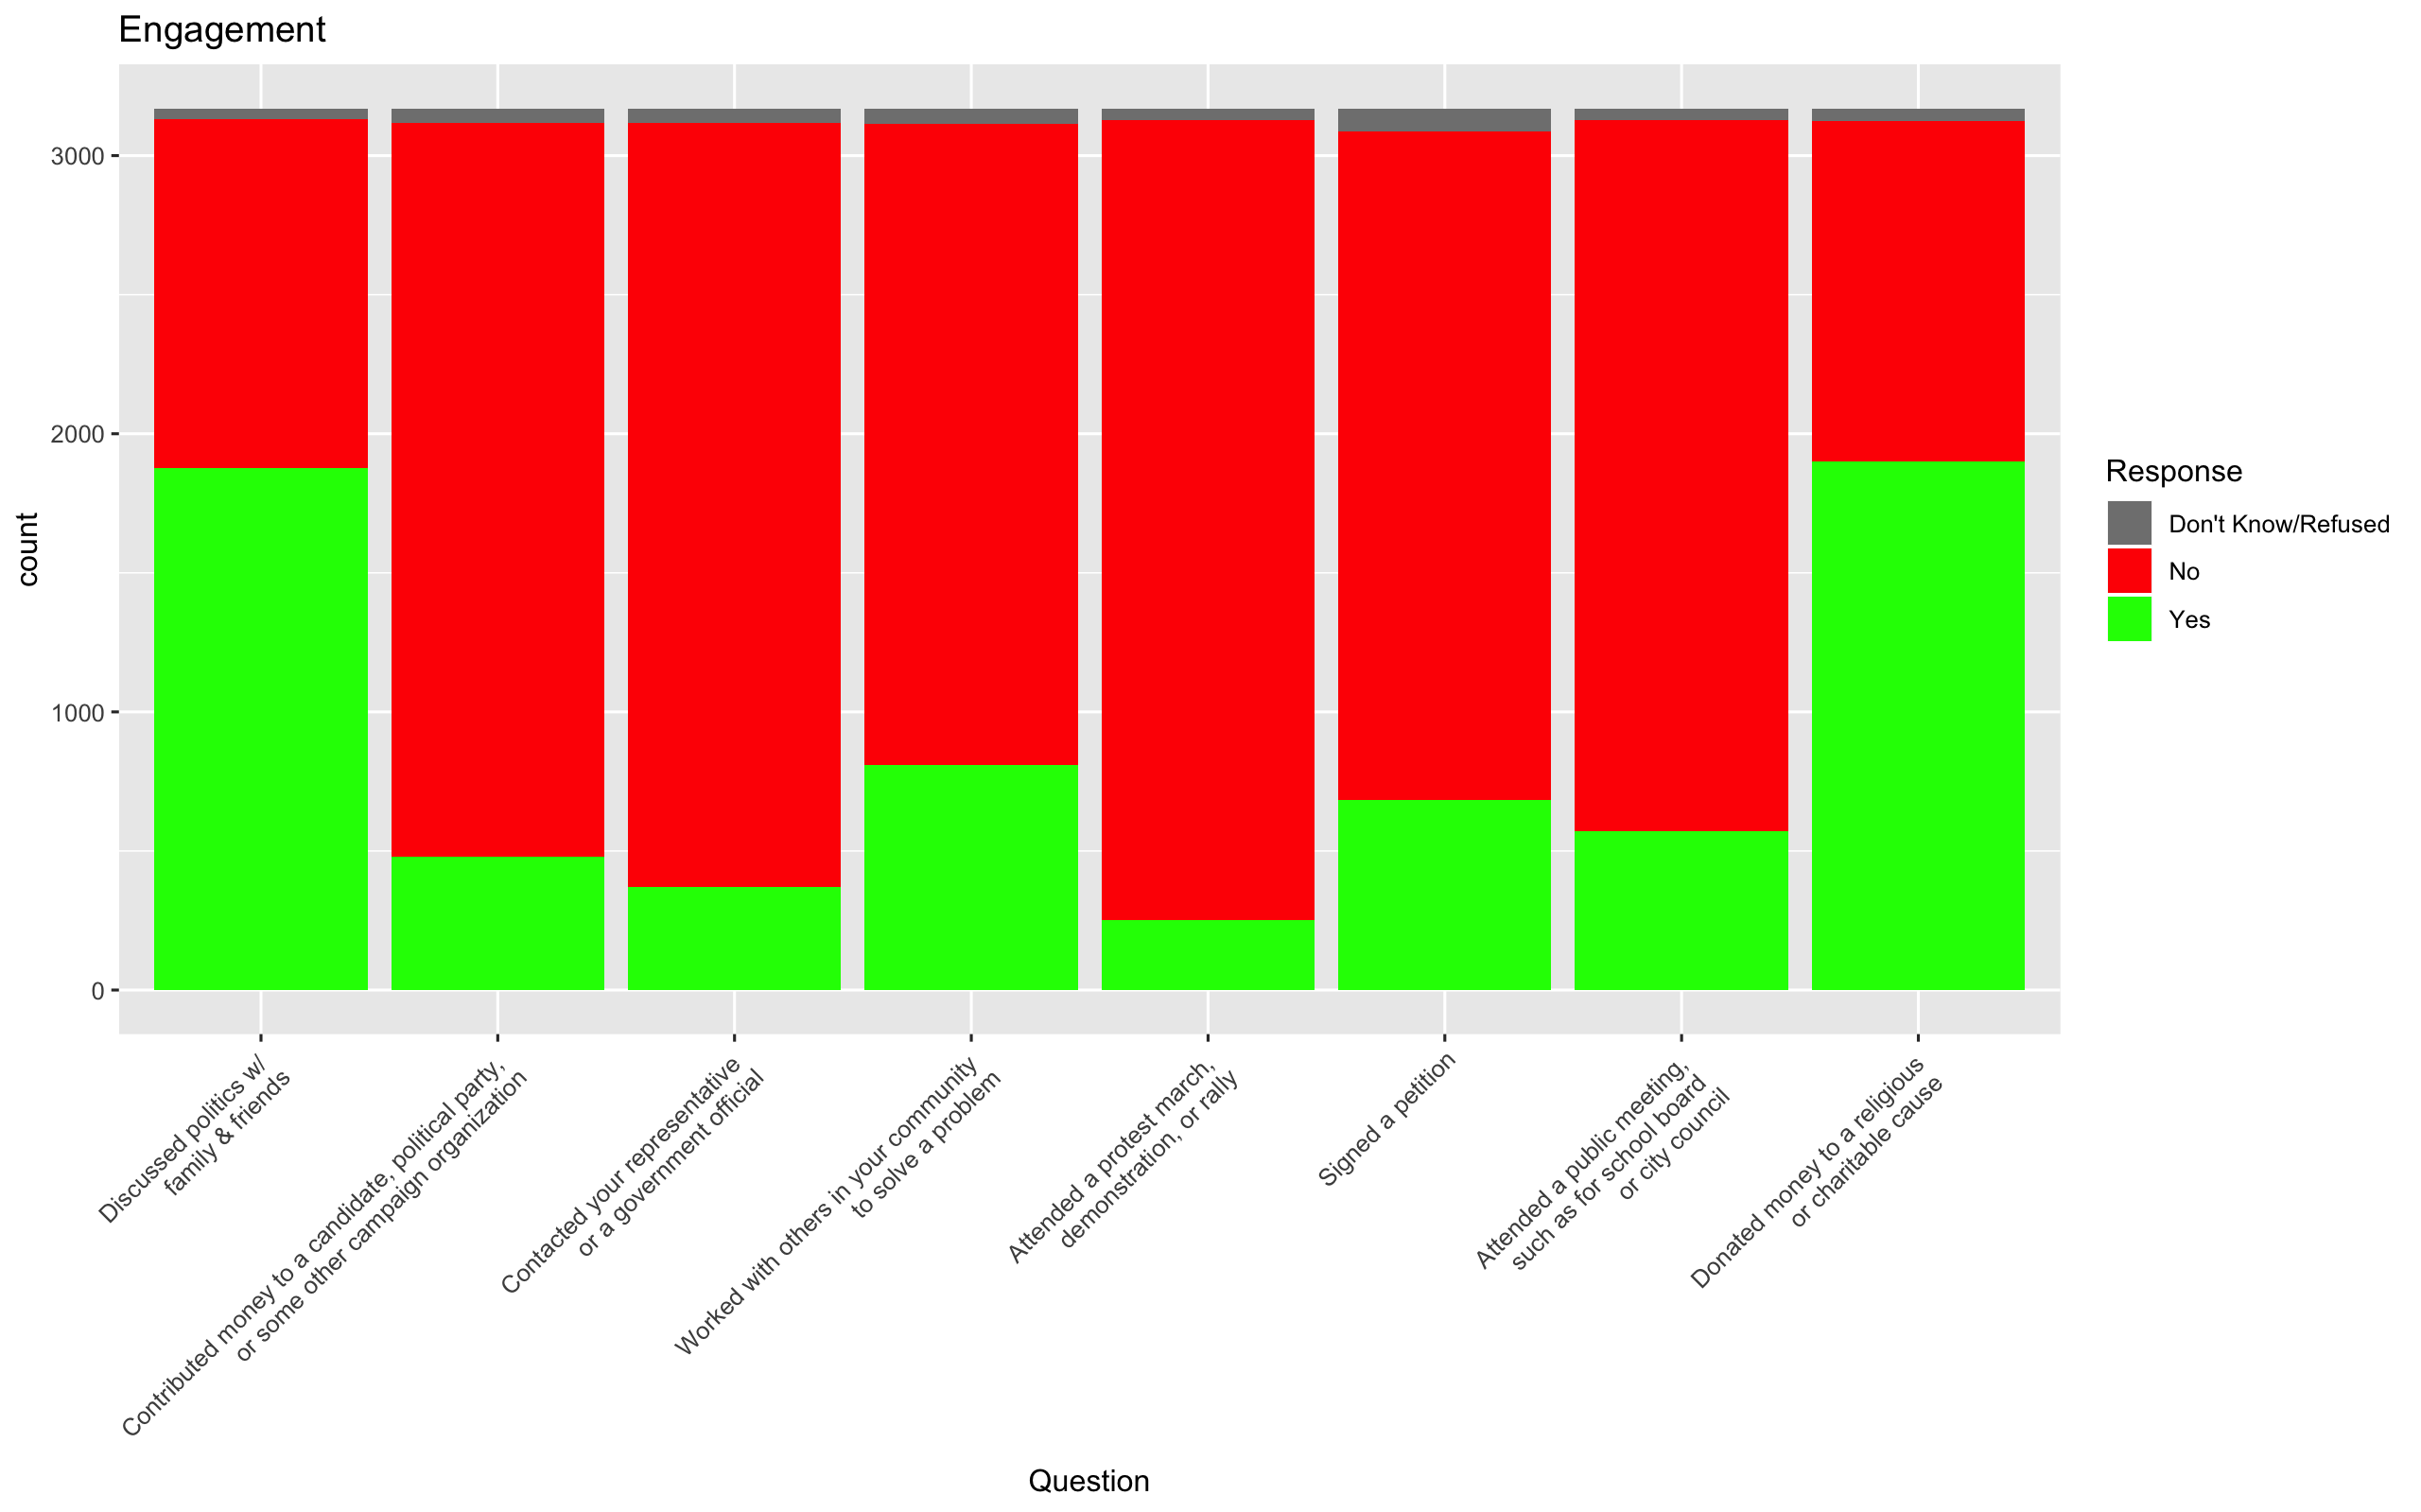 Engagement
count
3000
2000
1000
0
Discussed politics w/
family & friends
Contributed money to a candidate, political party,
or some other campaign organization
Contacted your representative
or a government official
Worked with others in your community
to solve a problem
Attended a protest march,
demonstration, or rally
Signed a petition
Attended a public meeting,
such as for school board
or city council
Donated money to a religious
or charitable cause
Question
Response
Don't Know/Refused
No
Yes